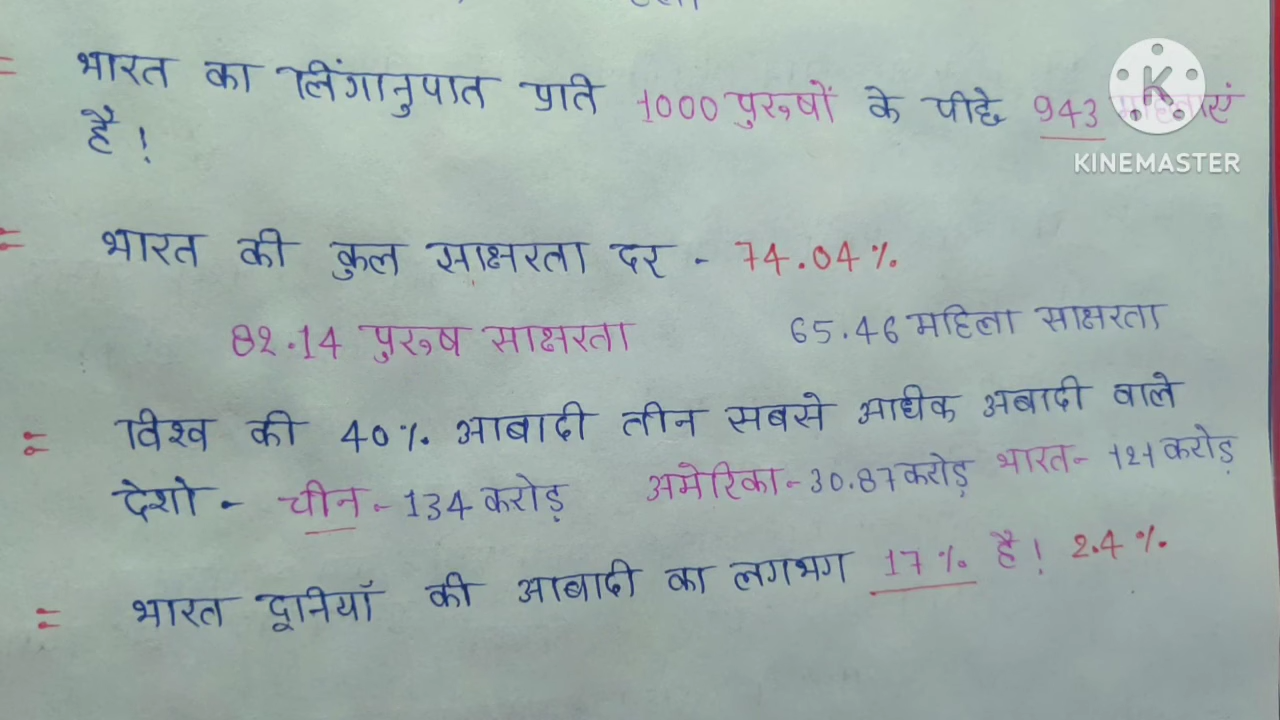 = भारत का लिंगानुपात प्रति 1000 पुरुषों के पीछे 943
है!
K
KINEMASTER
= भारत की कुल साक्षरता दर - 74.04%
82.14 पुरुष साक्षरता 65.46 महिला साक्षरता
= विश्व की 40% आबादी तीन सबसे आधीक अबादी वाले
देशो - चीन - 134 करोड़ अमेरिका - 30.87 करोड़ भारत - 121 करोड़
= भारत दूनियाँ की आबादी का लगभग 17% है! 2.4%